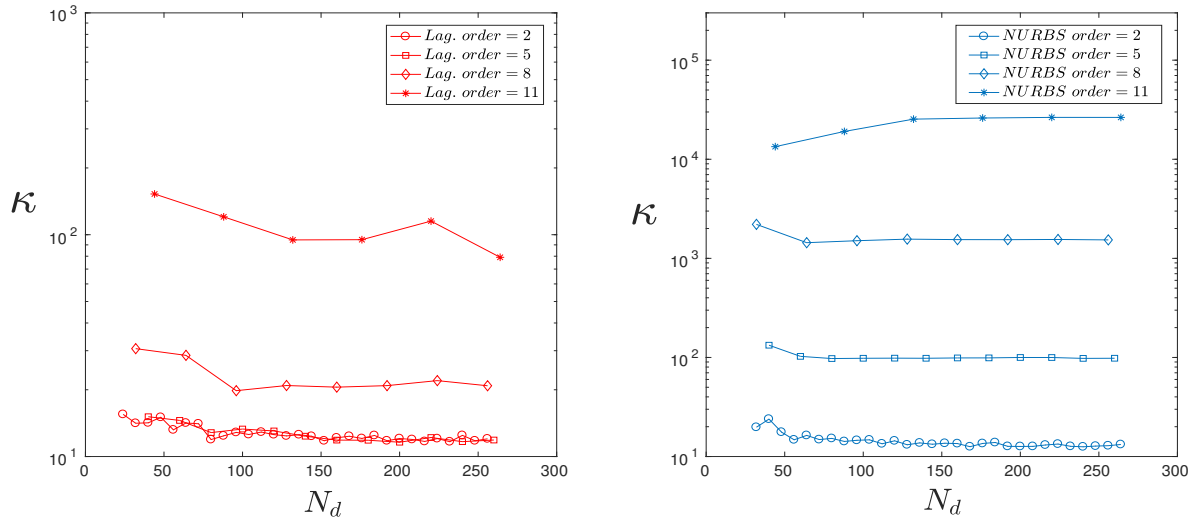 10^3
10^2
10^1
κ
0 50 100 150 200 250 300
N_d
Lag. order = 2
Lag. order = 5
Lag. order = 8
Lag. order = 11
10^5
10^4
10^3
10^2
10^1
κ
0 50 100 150 200 250 300
N_d
NURBS order = 2
NURBS order = 5
NURBS order = 8
NURBS order = 11